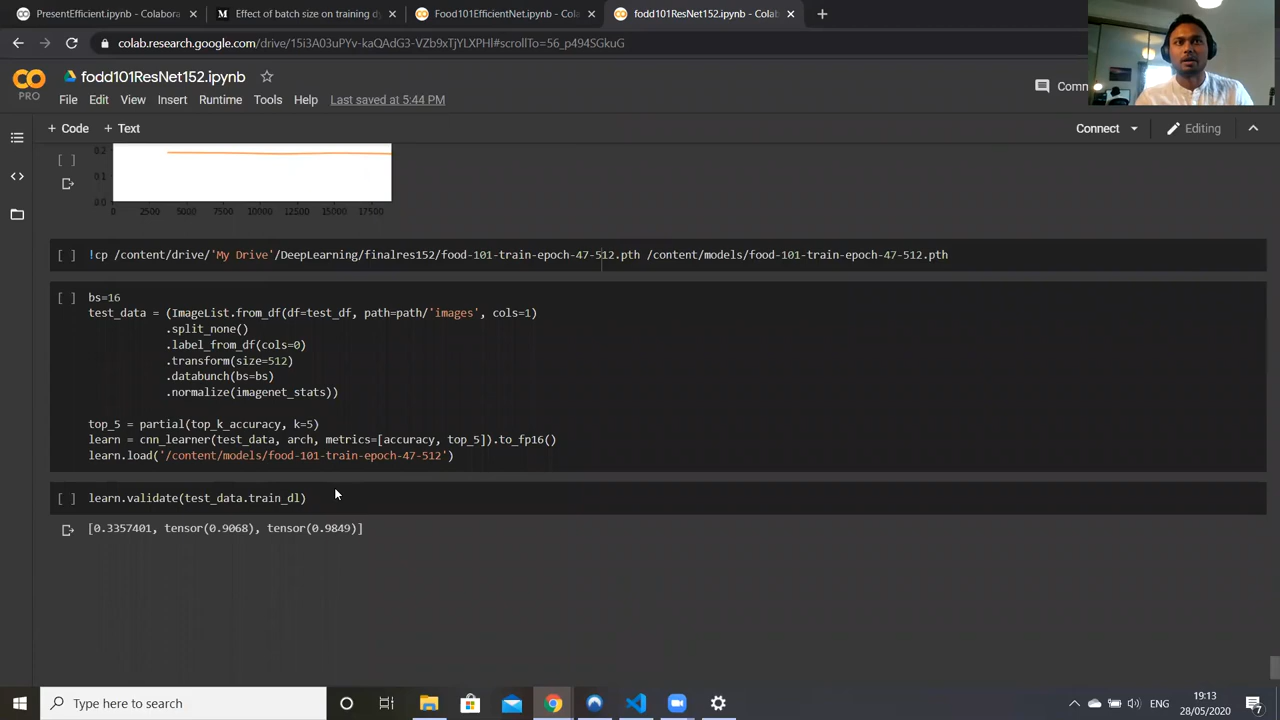 PresentEfficient.ipynb - Colabora
Effect of batch size on training dy
Food101EfficientNet.ipynb - Cola
fodd101ResNet152.ipynb - Colab
colab.research.google.com/drive/15i3A03uPYv-kaQAdG3-VZb9xTjYLXPHl#scrollTo=56_p494SGkuG
PRO
fodd101ResNet152.ipynb
File Edit View Insert Runtime Tools Help Last saved at 5:44 PM
Comm
+ Code + Text
Connect
Editing
[ ]
0.2
0.1
0.0
0 2500 5000 7500 10000 12500 15000 17500
[ ] !cp /content/drive/'My Drive'/DeepLearning/finalres152/food-101-train-epoch-47-512.pth /content/models/food-101-train-epoch-47-512.pth
[ ] bs=16
test_data = (ImageList.from_df(df=test_df, path=path/'images', cols=1)
.split_none()
.label_from_df(cols=0)
.transform(size=512)
.databunch(bs=bs)
.normalize(imagenet_stats))
top_5 = partial(top_k_accuracy, k=5)
learn = cnn_learner(test_data, arch, metrics=[accuracy, top_5]).to_fp16()
learn.load('/content/models/food-101-train-epoch-47-512')
[ ] learn.validate(test_data.train_dl)
[0.3357401, tensor(0.9068), tensor(0.9849)]
Type here to search
ENG
19:13
28/05/2020
7